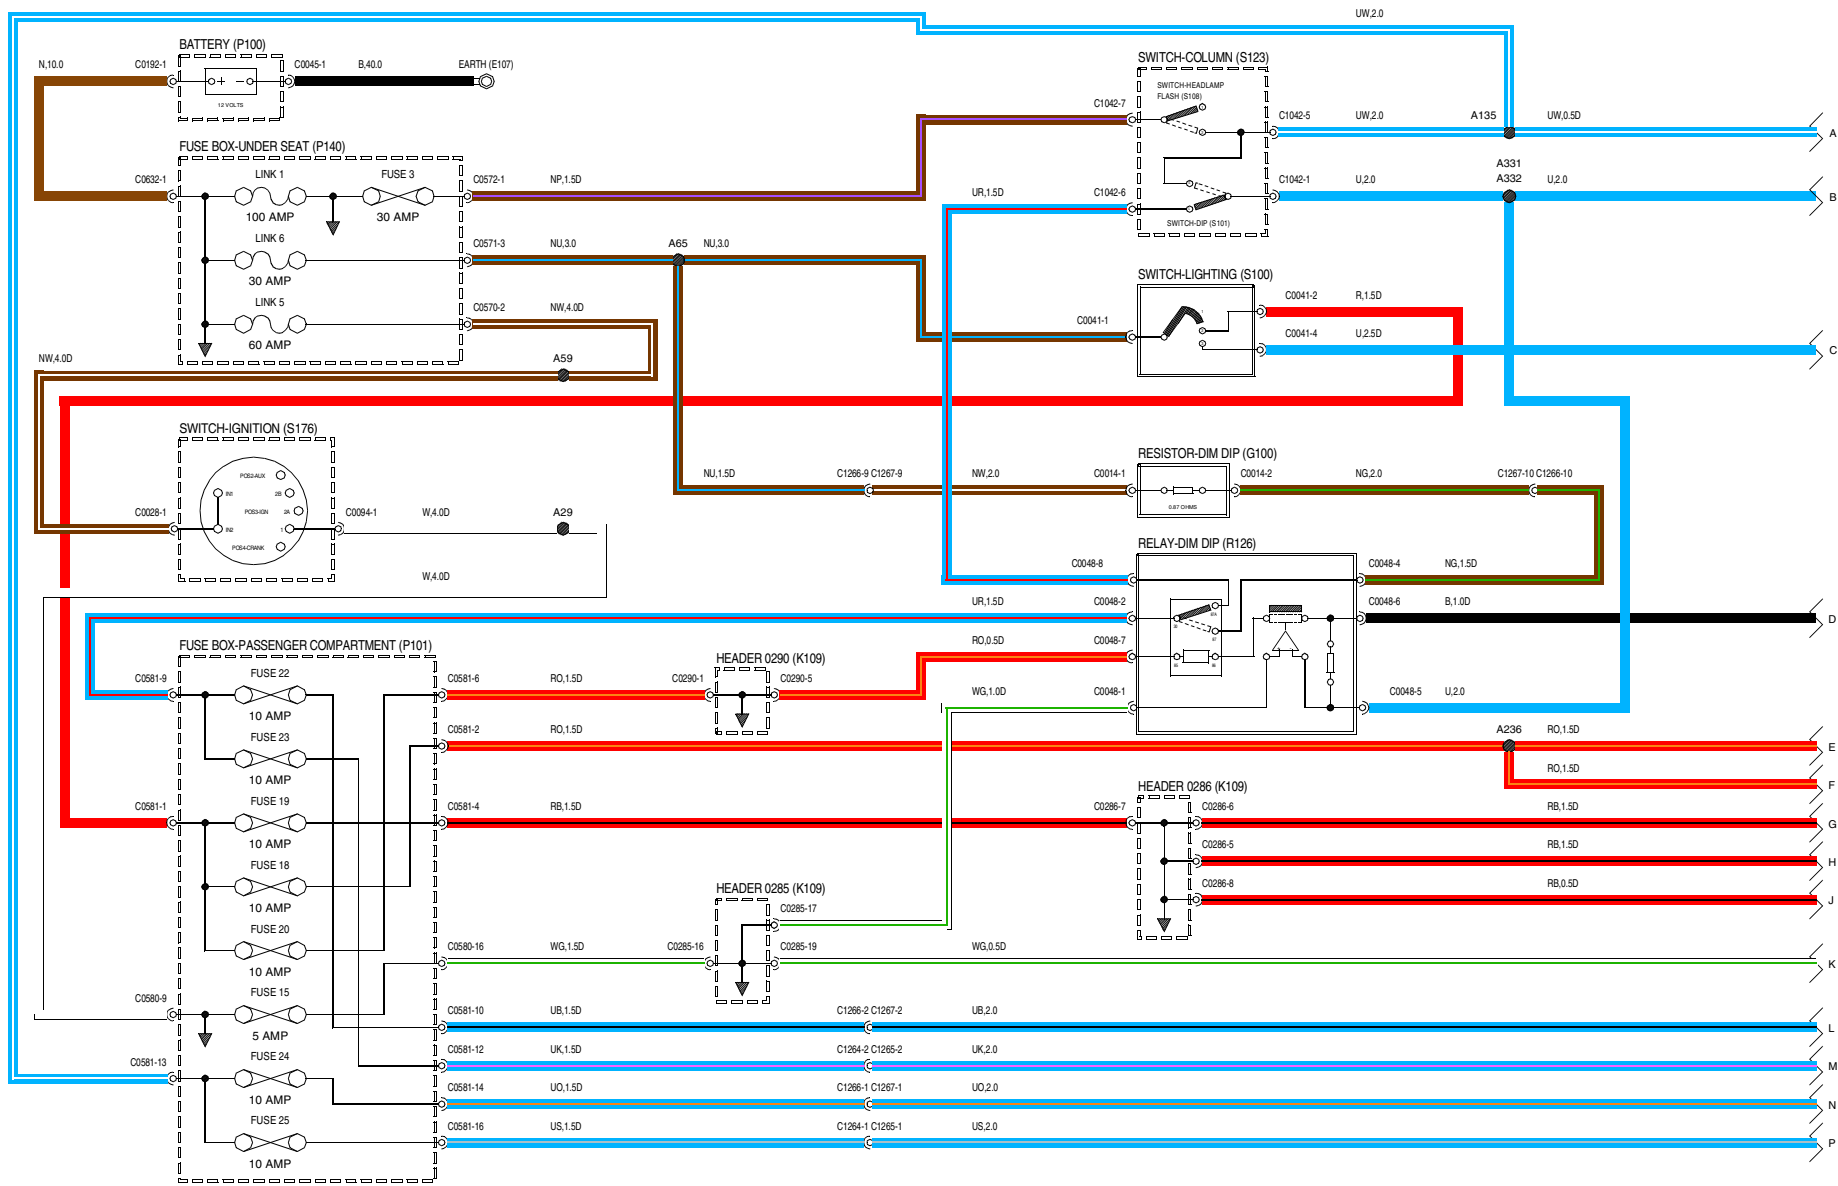 UW,2.0
BATTERY (P100)
N,10.0
C0192-1
C0045-1
B,40.0
EARTH (E107)
12 VOLTS
SWITCH-COLUMN (S123)
SWITCH-HEADLAMP
FLASH (S108)
C1042-7
C1042-5
UW,2.0
A135
UW,0.5D
A
FUSE BOX-UNDER SEAT (P140)
C0632-1
LINK 1
100 AMP
FUSE 3
30 AMP
C0572-1
NP,1.5D
UR,1.5D
C1042-6
C1042-1
U,2.0
A331
A332
U,2.0
B
SWITCH-DIP (S101)
LINK 6
30 AMP
C0571-3
NU,3.0
A65
NU,3.0
SWITCH-LIGHTING (S100)
LINK 5
60 AMP
C0570-2
NW,4.0D
C0041-1
C0041-2
R,1.5D
C0041-4
U,2.5D
C
NW,4.0D
A59
SWITCH-IGNITION (S176)
POS2-AUX
IN1
2B
POS3-IGN
2A
IN2
1
POS4-CRANK
C0028-1
C0094-1
W,4.0D
A29
W,4.0D
NU,1.5D
C1266-9 C1267-9
NW,2.0
C0014-1
RESISTOR-DIM DIP (G100)
0.87 OHMS
C0014-2
NG,2.0
C1267-10 C1266-10
RELAY-DIM DIP (R126)
C0048-8
C0048-4
NG,1.5D
UR,1.5D
C0048-2
C0048-6
B,1.0D
D
RO,0.5D
C0048-7
30
87A
87
85
86
WG,1.0D
C0048-1
C0048-5
U,2.0
FUSE BOX-PASSENGER COMPARTMENT (P101)
C0581-9
FUSE 22
10 AMP
C0581-6
RO,1.5D
C0290-1
HEADER 0290 (K109)
C0290-5
FUSE 23
10 AMP
C0581-2
RO,1.5D
A236
RO,1.5D
E
RO,1.5D
F
C0581-1
FUSE 19
10 AMP
C0581-4
RB,1.5D
C0286-7
HEADER 0286 (K109)
C0286-6
RB,1.5D
G
C0286-5
RB,1.5D
H
C0286-8
RB,0.5D
J
FUSE 18
10 AMP
FUSE 20
10 AMP
HEADER 0285 (K109)
C0285-17
C0580-16
WG,1.5D
C0285-16
C0285-19
WG,0.5D
K
C0580-9
FUSE 15
5 AMP
C0581-10
UB,1.5D
C1266-2 C1267-2
UB,2.0
L
C0581-13
FUSE 24
10 AMP
C0581-12
UK,1.5D
C1264-2 C1265-2
UK,2.0
M
C0581-14
UO,1.5D
C1266-1 C1267-1
UO,2.0
N
FUSE 25
10 AMP
C0581-16
US,1.5D
C1264-1 C1265-1
US,2.0
P